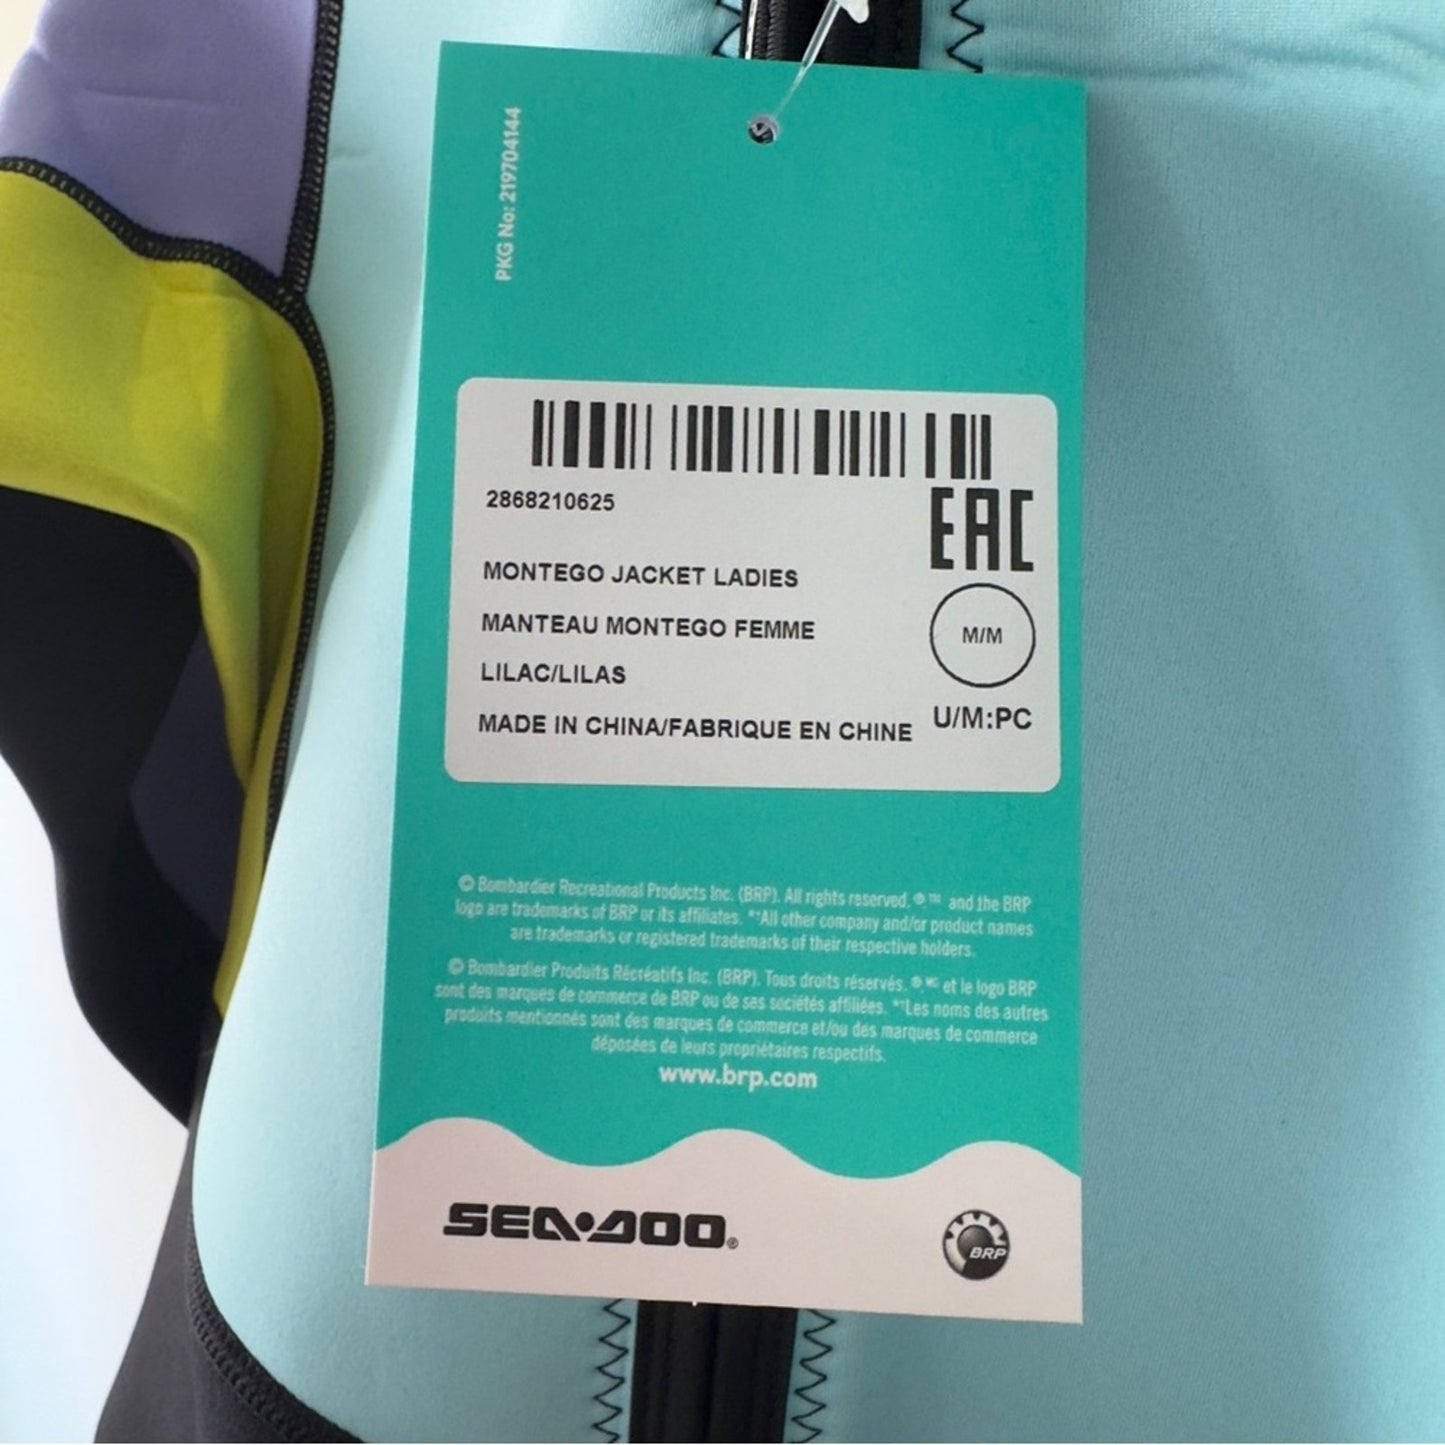 PKG No: 219704144
2868210625
EAC
MONTEGO JACKET LADIES
MANTEAU MONTEGO FEMME
M/M
LILAC/LILAS
MADE IN CHINA/FABRIQUE EN CHINE
U/M:PC
© Bombardier Recreational Products Inc. (BRP). All rights reserved. ®™ and the BRP
logo are trademarks of BRP or its affiliates. **All other company and/or product names
are trademarks or registered trademarks of their respective holders.
© Bombardier Produits Récréatifs Inc. (BRP). Tous droits réservés. ®MC et le logo BRP
sont des marques de commerce de BRP ou de ses sociétés affiliées. **Les noms des autres
produits mentionnés sont des marques de commerce et/ou des marques de commerce
déposées de leurs propriétaires respectifs.
www.brp.com
SEA-DOO®
BRP